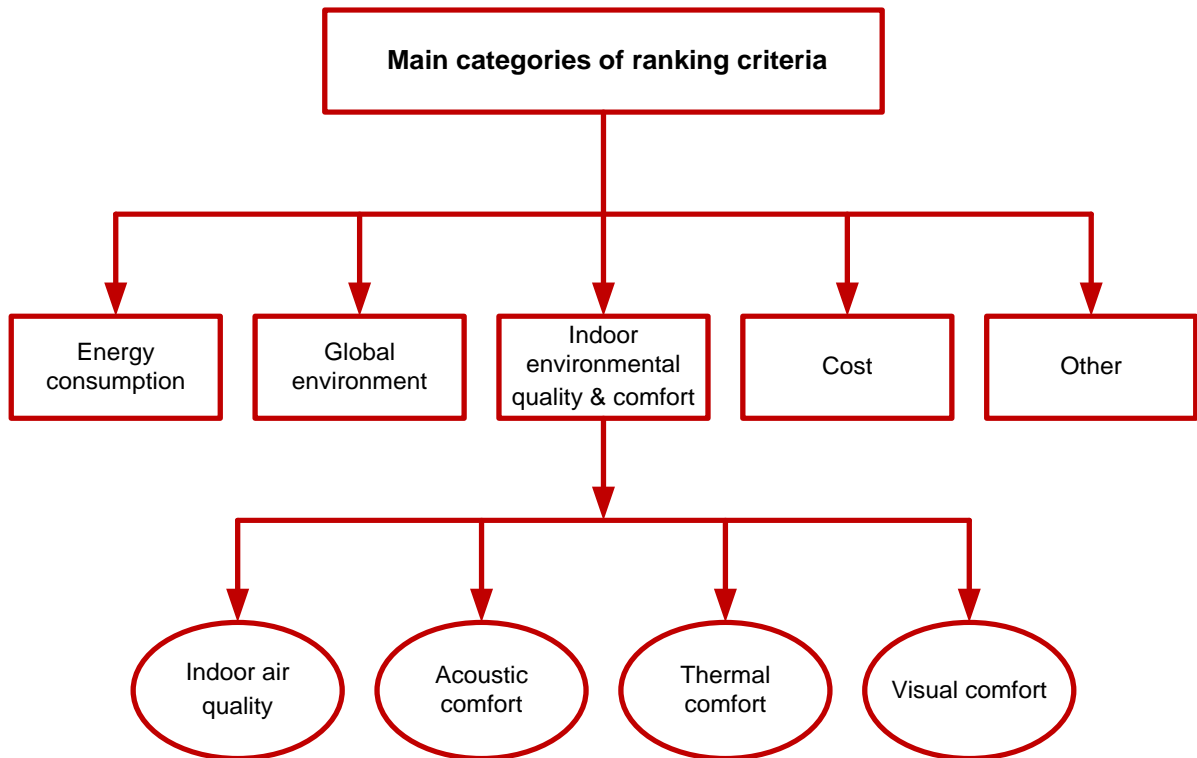 Main categories of ranking criteria
Energy
consumption
Global
environment
Indoor
environmental
quality & comfort
Cost
Other
Indoor air
quality
Acoustic
comfort
Thermal
comfort
Visual comfort